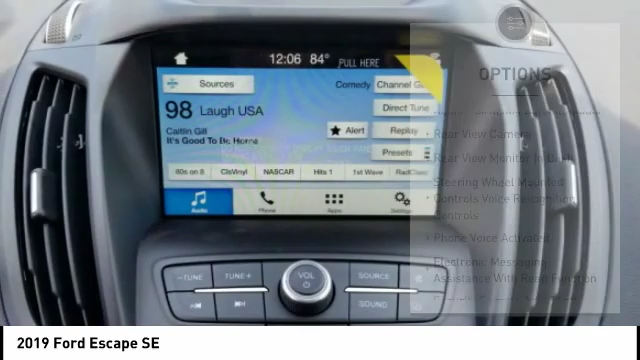 12:06 84° PULL HERE
Sources
Comedy
98 Laugh USA
Direct Tune
Caitlin Gill
It's Good To Be Home
Alert
Replay
Presets
80s on 8 ClsVinyl NASCAR Hits 1 1st Wave
Audio Phone Apps Settings
-TUNE TUNE+ VOL SOURCE
SOUND
OPTIONS
Rear View Camera
Rear View Monitor In
Steering Wheel Mounted
Controls Voice Recognition
Controls
Phone Voice Activated
Electronic Messaging
Assistance With Read Function
2019 Ford Escape SE